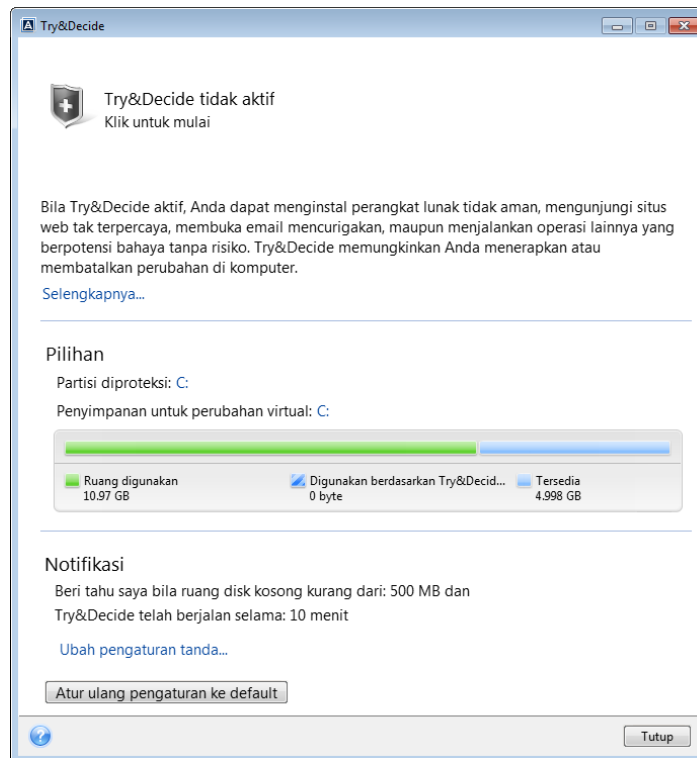 Try&Decide
Try&Decide tidak aktif
Klik untuk mulai
Bila Try&Decide aktif, Anda dapat menginstal perangkat lunak tidak aman, mengunjungi situs
web tak terpercaya, membuka email mencurigakan, maupun menjalankan operasi lainnya yang
berpotensi bahaya tanpa risiko. Try&Decide memungkinkan Anda menerapkan atau
membatalkan perubahan di komputer.
Selengkapnya...
Pilihan
Partisi diproteksi: C:
Penyimpanan untuk perubahan virtual: C:
Ruang digunakan
10.97 GB
Digunakan berdasarkan Try&Decid...
0 byte
Tersedia
4.998 GB
Notifikasi
Beri tahu saya bila ruang disk kosong kurang dari: 500 MB dan
Try&Decide telah berjalan selama: 10 menit
Ubah pengaturan tanda...
Atur ulang pengaturan ke default
Tutup